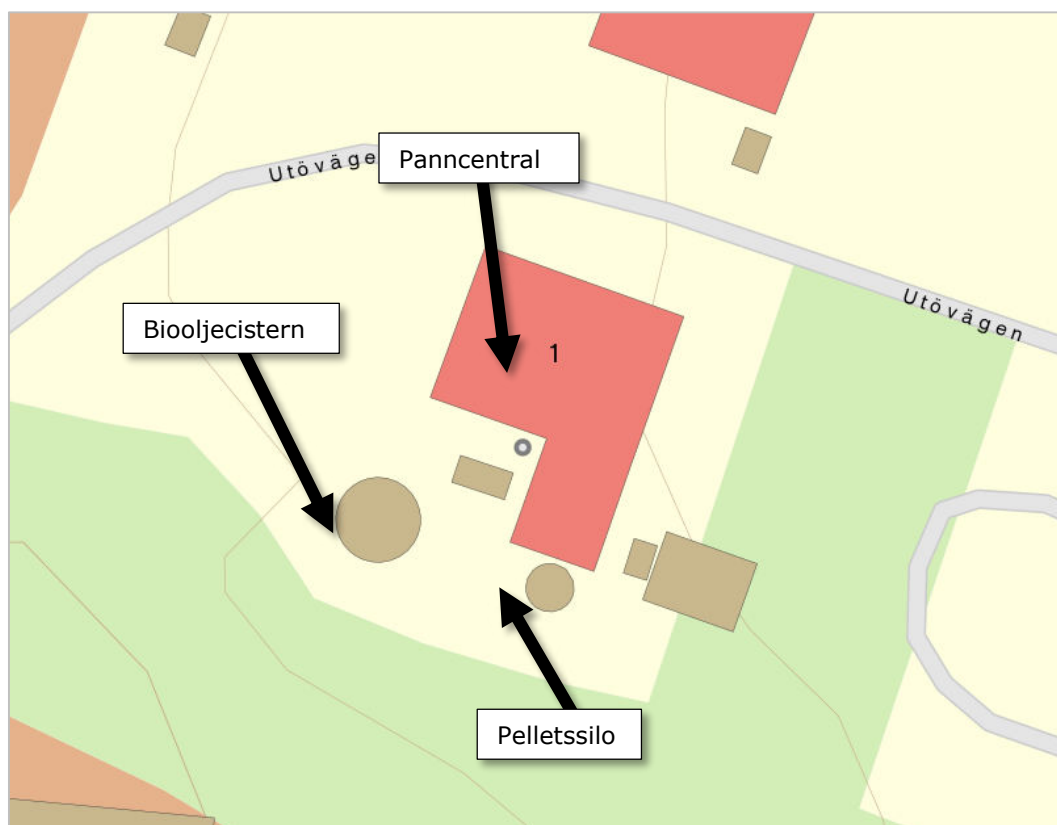 Utöväge
Panncentral
Utövägen
Biooljecistern
1
Pelletssilo